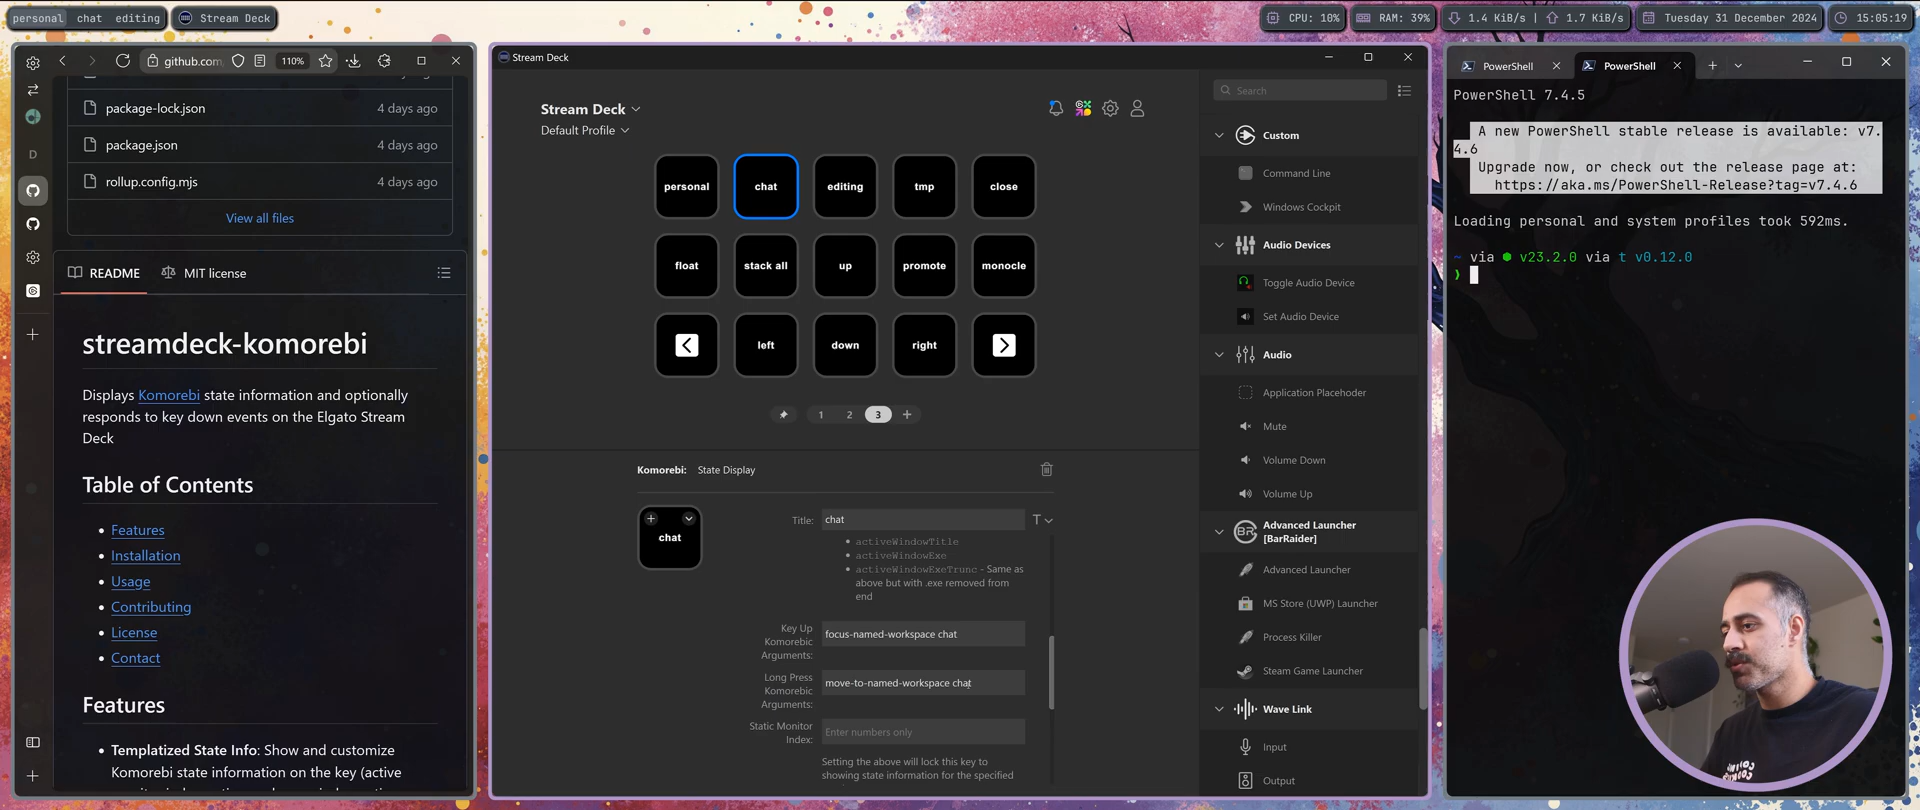 personal chat editing
Stream Deck
CPU: 10%
RAM: 39%
1.4 KiB/s | 1.7 KiB/s
Tuesday 31 December 2024
15:05:19
github.com
110%
package-lock.json 4 days ago
package.json 4 days ago
rollup.config.mjs 4 days ago
View all files
README
MIT license
streamdeck-komorebi
Displays Komorebi state information and optionally
responds to key down events on the Elgato Stream
Deck
Table of Contents
• Features
• Installation
• Usage
• Contributing
• License
• Contact
Features
• Templatized State Info: Show and customize
Komorebi state information on the key (active
D
Stream Deck
Stream Deck
Default Profile
personal chat editing tmp close
float stack all up promote monocle
left down right
1 2 3 +
Komorebi: State Display
chat
Title: chat
T
• activeWindowTitle
• activeWindowExe
• activeWindowExeTrunc - Same as
above but with .exe removed from
end
Key Up
Komorebic
Arguments:
focus-named-workspace chat
Long Press
Komorebic
Arguments:
move-to-named-workspace chat
Static Monitor
Index:
Enter numbers only
Setting the above will lock this key to
showing state information for the specified
Search
Custom
Command Line
Windows Cockpit
Audio Devices
Toggle Audio Device
Set Audio Device
Audio
Application Placehoder
Mute
Volume Down
Volume Up
BR
Advanced Launcher
[BarRaider]
Advanced Launcher
MS Store (UWP) Launcher
Process Killer
Steam Game Launcher
Wave Link
Input
Output
PowerShell
PowerShell
PowerShell 7.4.5
A new PowerShell stable release is available: v7.
4.6
Upgrade now, or check out the release page at:
https://aka.ms/PowerShell-Release?tag=v7.4.6
Loading personal and system profiles took 592ms.
~ via ⬢ v23.2.0 via t v0.12.0
❯